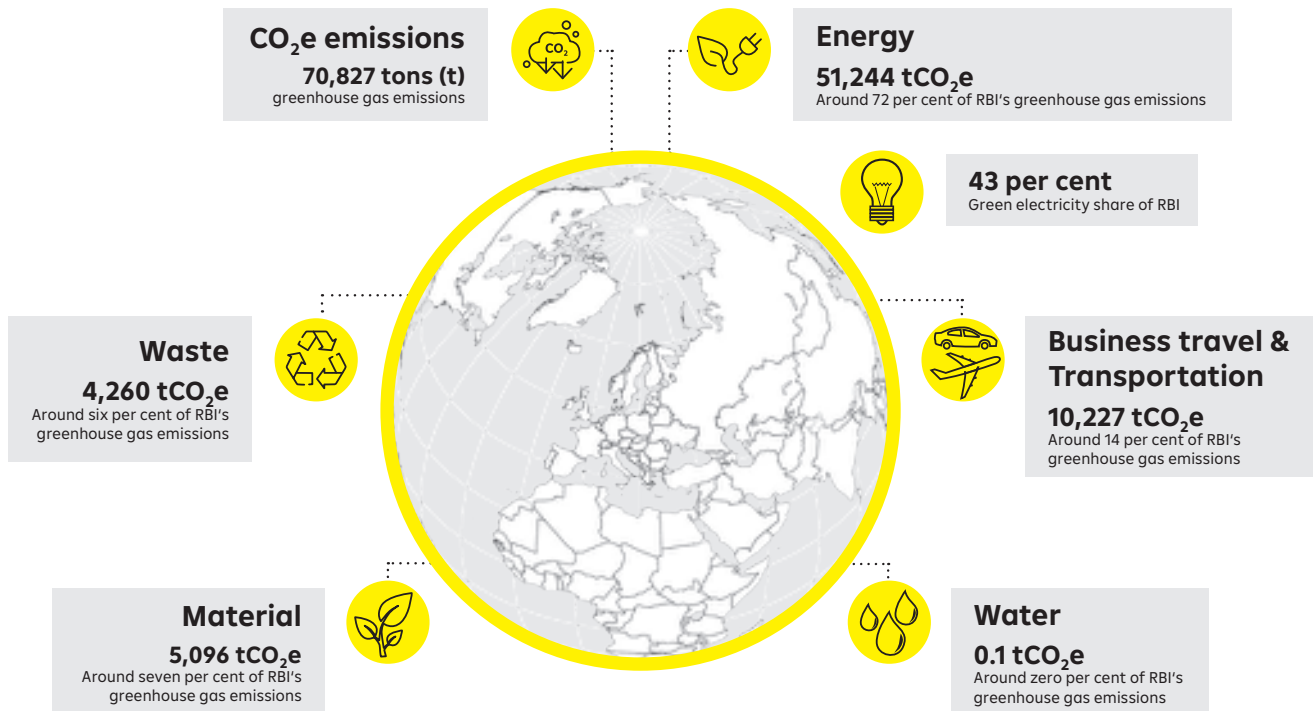 CO₂e emissions
70,827 tons (t)
greenhouse gas emissions
CO₂
Energy
51,244 tCO₂e
Around 72 per cent of RBI's greenhouse gas emissions
43 per cent
Green electricity share of RBI
Waste
4,260 tCO₂e
Around six per cent of RBI's
greenhouse gas emissions
Business travel &
Transportation
10,227 tCO₂e
Around 14 per cent of RBI's
greenhouse gas emissions
Material
5,096 tCO₂e
Around seven per cent of RBI's
greenhouse gas emissions
Water
0.1 tCO₂e
Around zero per cent of RBI's
greenhouse gas emissions